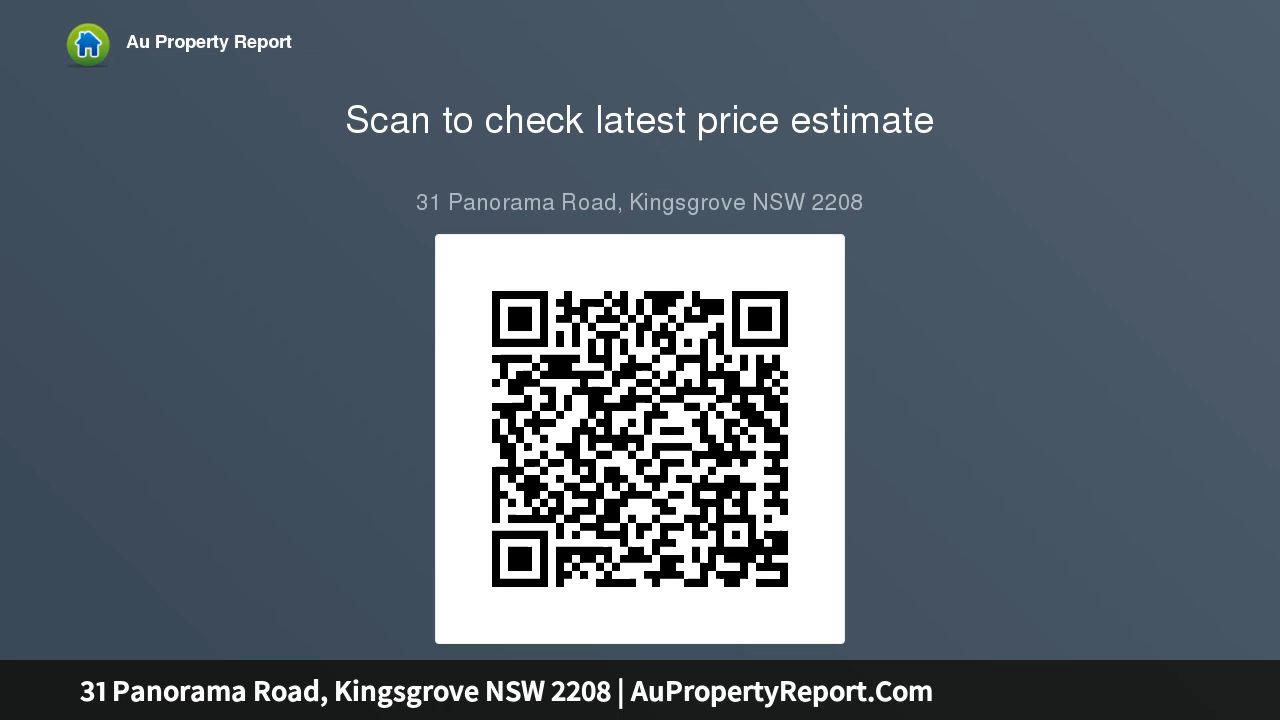 Au Property Report
Scan to check latest price estimate
31 Panorama Road, Kingsgrove NSW 2208
31 Panorama Road, Kingsgrove NSW 2208 | AuPropertyReport.Com